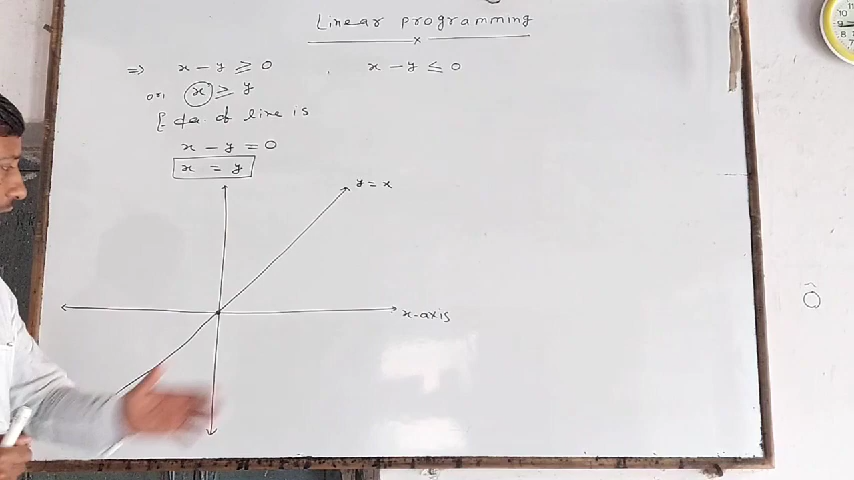 Linear programming
⇒ x - y ≥ 0 , x - y ≤ 0
or, x ≥ y
Eqn. of line is
x - y = 0
x = y
y = x
x-axis